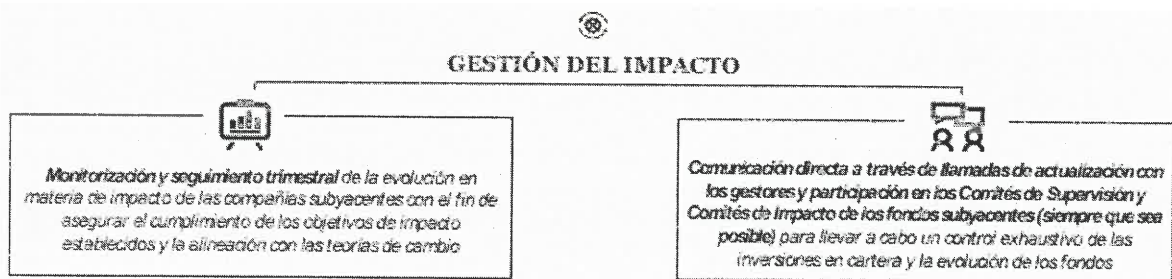 GESTIÓN DEL IMPACTO
Monitorización y seguimiento trimestral de la evolución en
materia de impacto de las compañías subyacentes con el fin de
asegurar el cumplimiento de los objetivos de impacto
establecidos y la alineación con las teorías de cambio
Comunicación directa a través de llamadas de actualización con
los gestores y participación en los Comités de Supervisión y
Comités de Impacto de los fondos subyacentes (siempre que sea
posible) para llevar a cabo un control exhaustivo de las
inversiones en cartera y la evolución de los fondos